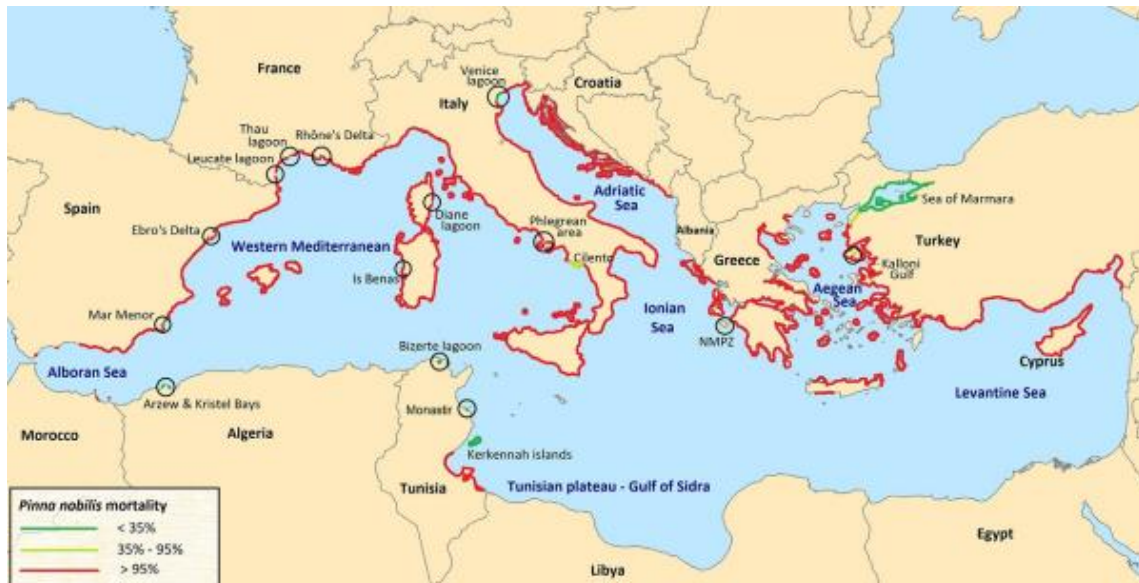 Venice
lagoon
France
Croatia
Italy
Thau
lagoon
Rhône's Delta
Leucate lagoon
Adriatic
Sea
Sea of Marmara
Spain
Diane
lagoon
Phlegrean
area
Albania
Turkey
Ebro's Delta
Western Mediterranean
Cilento
Greece
Kalloni
Gulf
Is Benas
Aegean
Sea
Ionian
Sea
Mar Menor
NMPZ
Bizerte lagoon
Cyprus
Alboran Sea
Levantine Sea
Arzew & Kristel Bays
Monastir
Morocco
Algeria
Kerkennah islands
Tunisia
Tunisian plateau - Gulf of Sidra
Egypt
Libya
Pinna nobilis mortality
< 35%
35% - 95%
> 95%